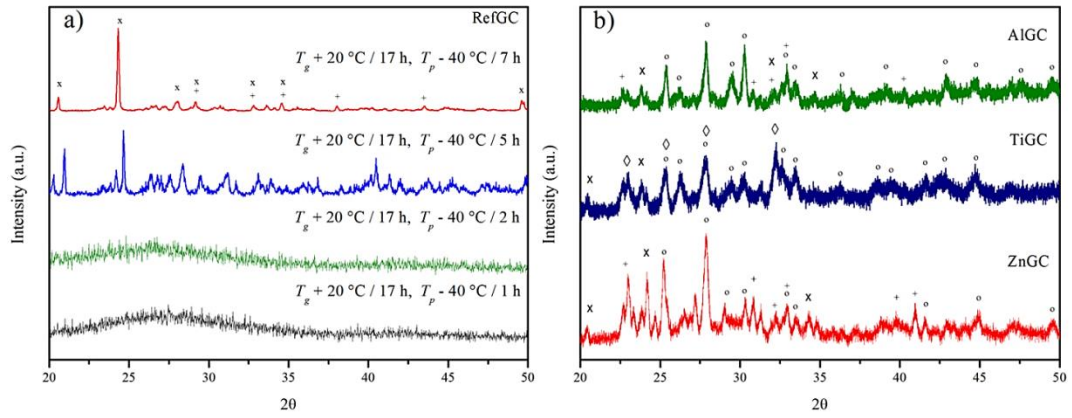 a)
RefGC
x
x
x
x
+
x
+
x
+
+
+
x
Tg + 20 °C / 17 h, Tp - 40 °C / 7 h
Tg + 20 °C / 17 h, Tp - 40 °C / 5 h
Tg + 20 °C / 17 h, Tp - 40 °C / 2 h
Tg + 20 °C / 17 h, Tp - 40 °C / 1 h
Intensity (a.u.)
20 25 30 35 40 45 50
2θ
b)
AlGC
TiGC
ZnGC
Intensity (a.u.)
20 25 30 35 40 45 50
2θ